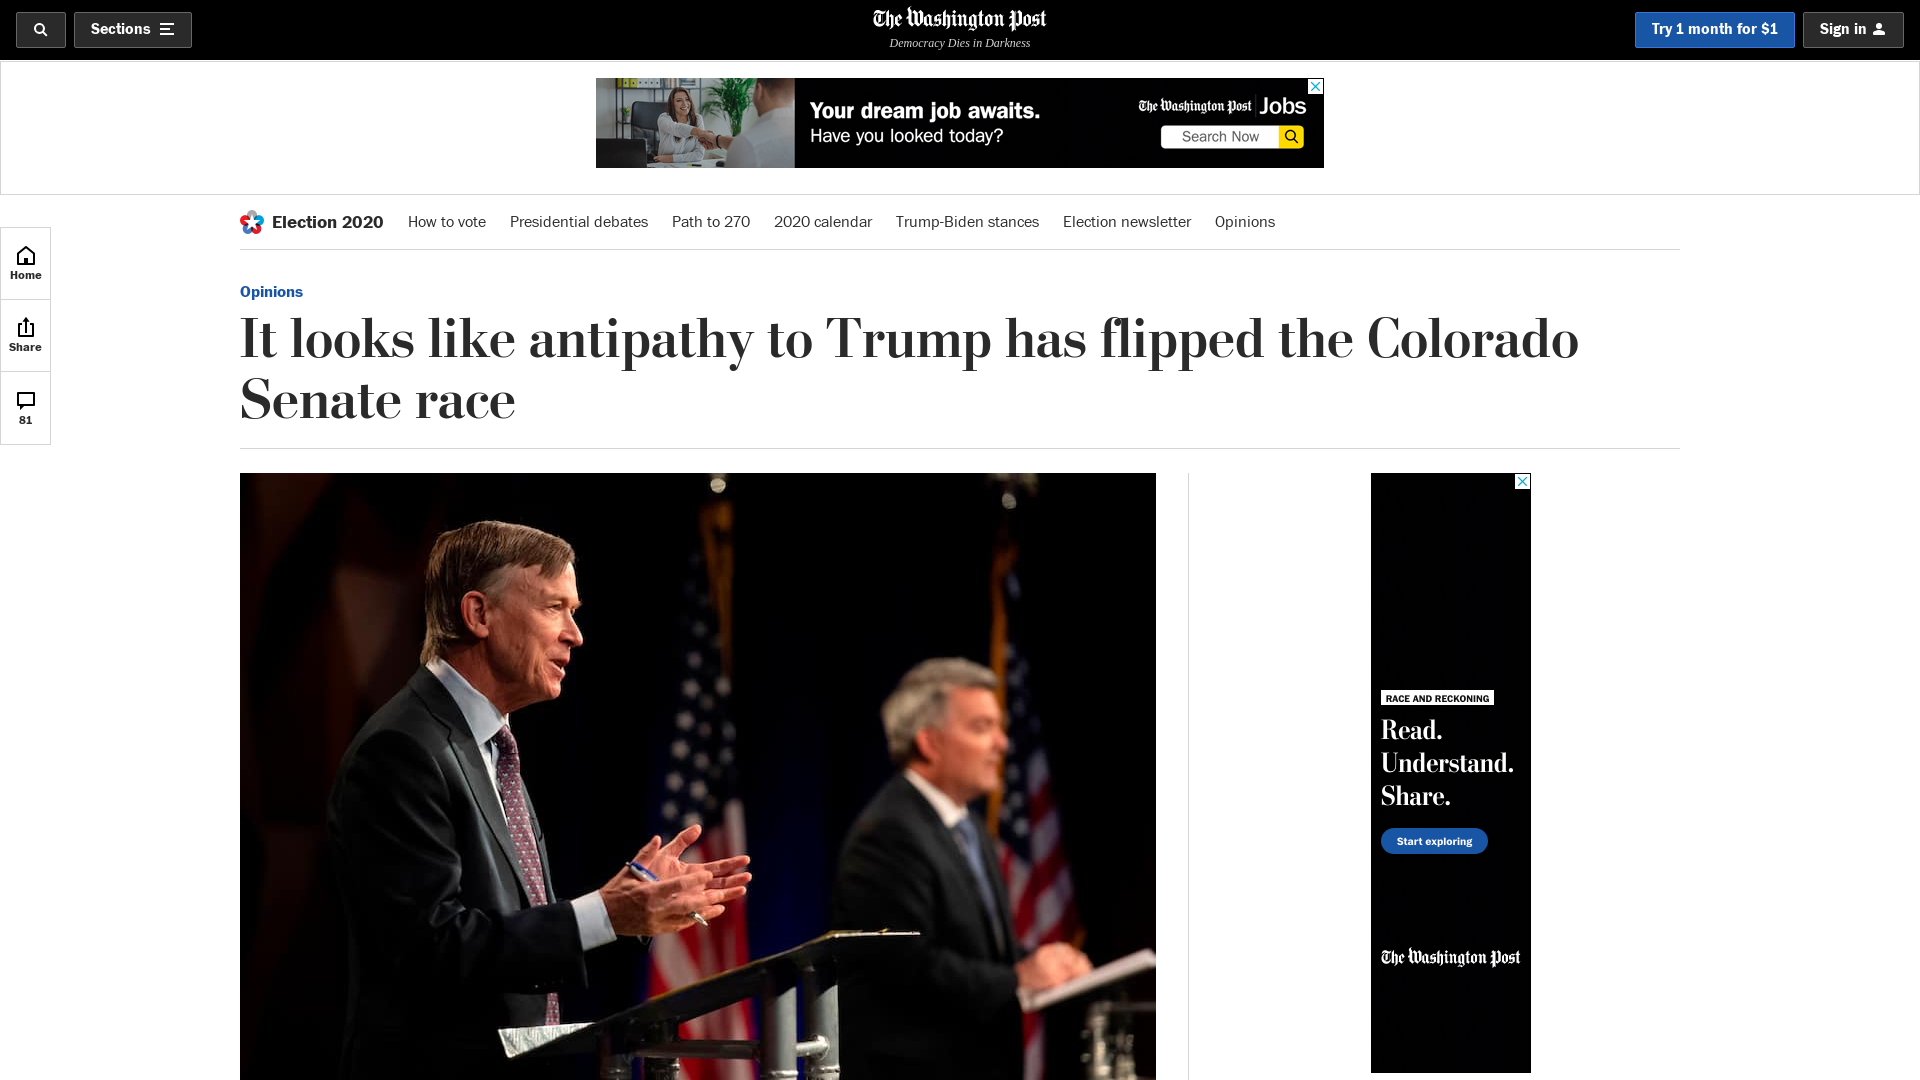 Sections
The Washington Post
Democracy Dies in Darkness
Try 1 month for $1
Sign in
Your dream job awaits.
Have you looked today?
The Washington Post Jobs
Search Now
Election 2020
How to vote
Presidential debates
Path to 270
2020 calendar
Trump-Biden stances
Election newsletter
Opinions
Home
Share
81
Opinions
It looks like antipathy to Trump has flipped the Colorado
Senate race
RACE AND RECKONING
Read.
Understand.
Share.
Start exploring
The Washington Post